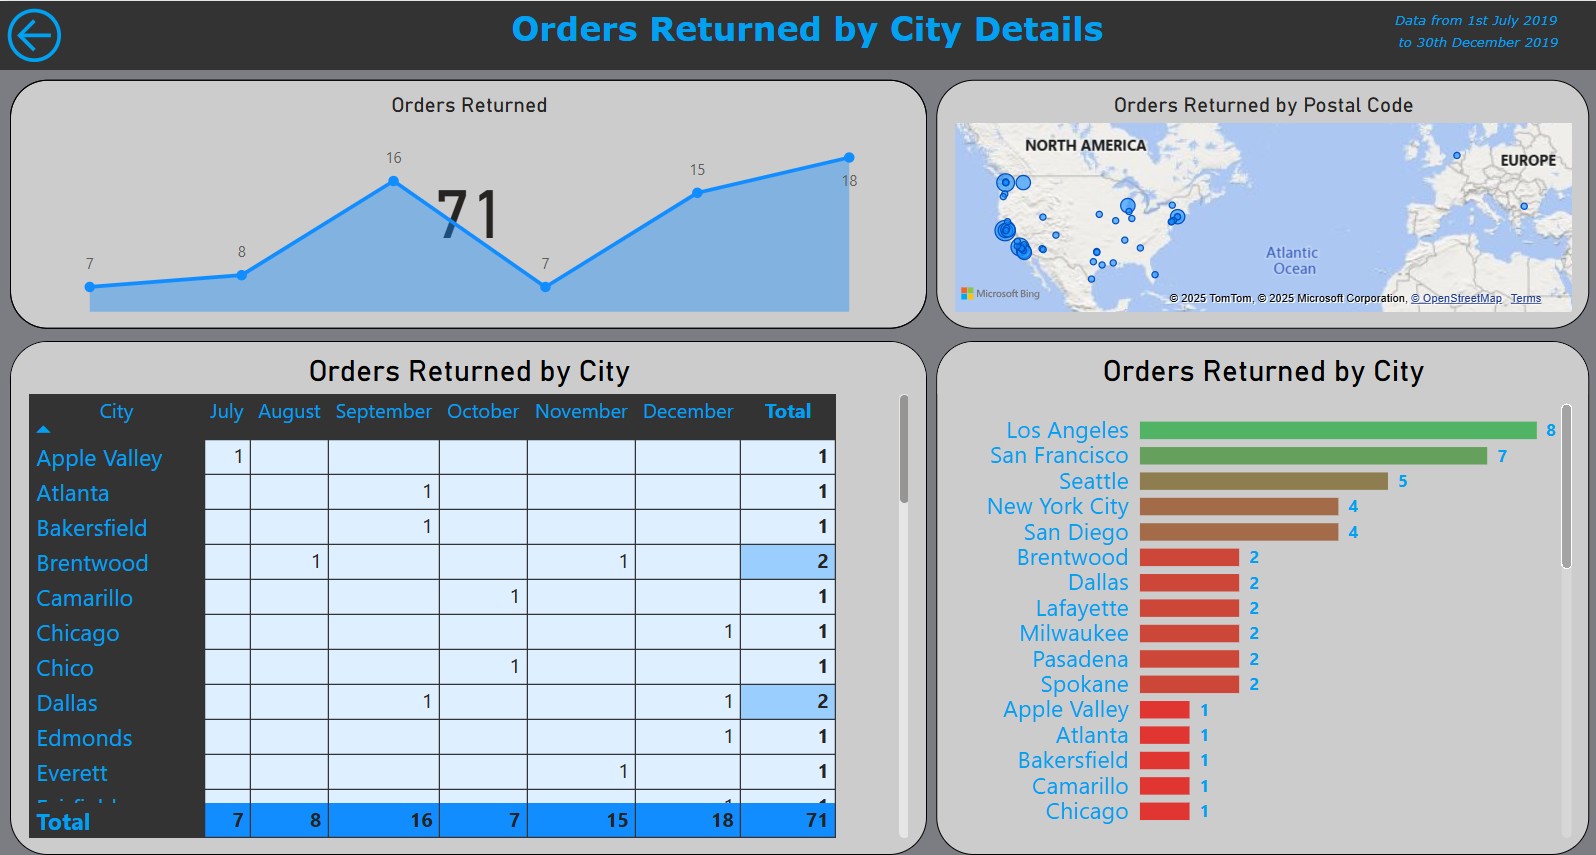 Orders Returned by City Details
Data from 1st July 2019
to 30th December 2019
Orders Returned
7
8
16
7
15
18
71
Orders Returned by Postal Code
NORTH AMERICA
EUROPE
Atlantic
Ocean
Microsoft Bing
© 2025 TomTom, © 2025 Microsoft Corporation, © OpenStreetMap Terms
Orders Returned by City
City July August September October November December Total
Apple Valley 1 1
Atlanta 1 1
Bakersfield 1 1
Brentwood 1 1 2
Camarillo 1 1
Chicago 1 1
Chico 1 1
Dallas 1 1 2
Edmonds 1 1
Everett 1 1
Total 7 8 16 7 15 18 71
Orders Returned by City
Los Angeles 8
San Francisco 7
Seattle 5
New York City 4
San Diego 4
Brentwood 2
Dallas 2
Lafayette 2
Milwaukee 2
Pasadena 2
Spokane 2
Apple Valley 1
Atlanta 1
Bakersfield 1
Camarillo 1
Chicago 1